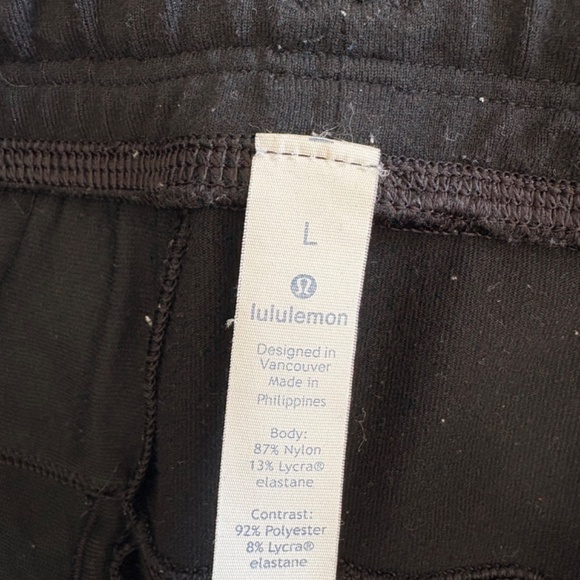 L
lululemon
Designed in
Vancouver
Made in
Philippines
Body:
87% Nylon
13% Lycra®
elastane
Contrast:
92% Polyester
8% Lycra®
elastane